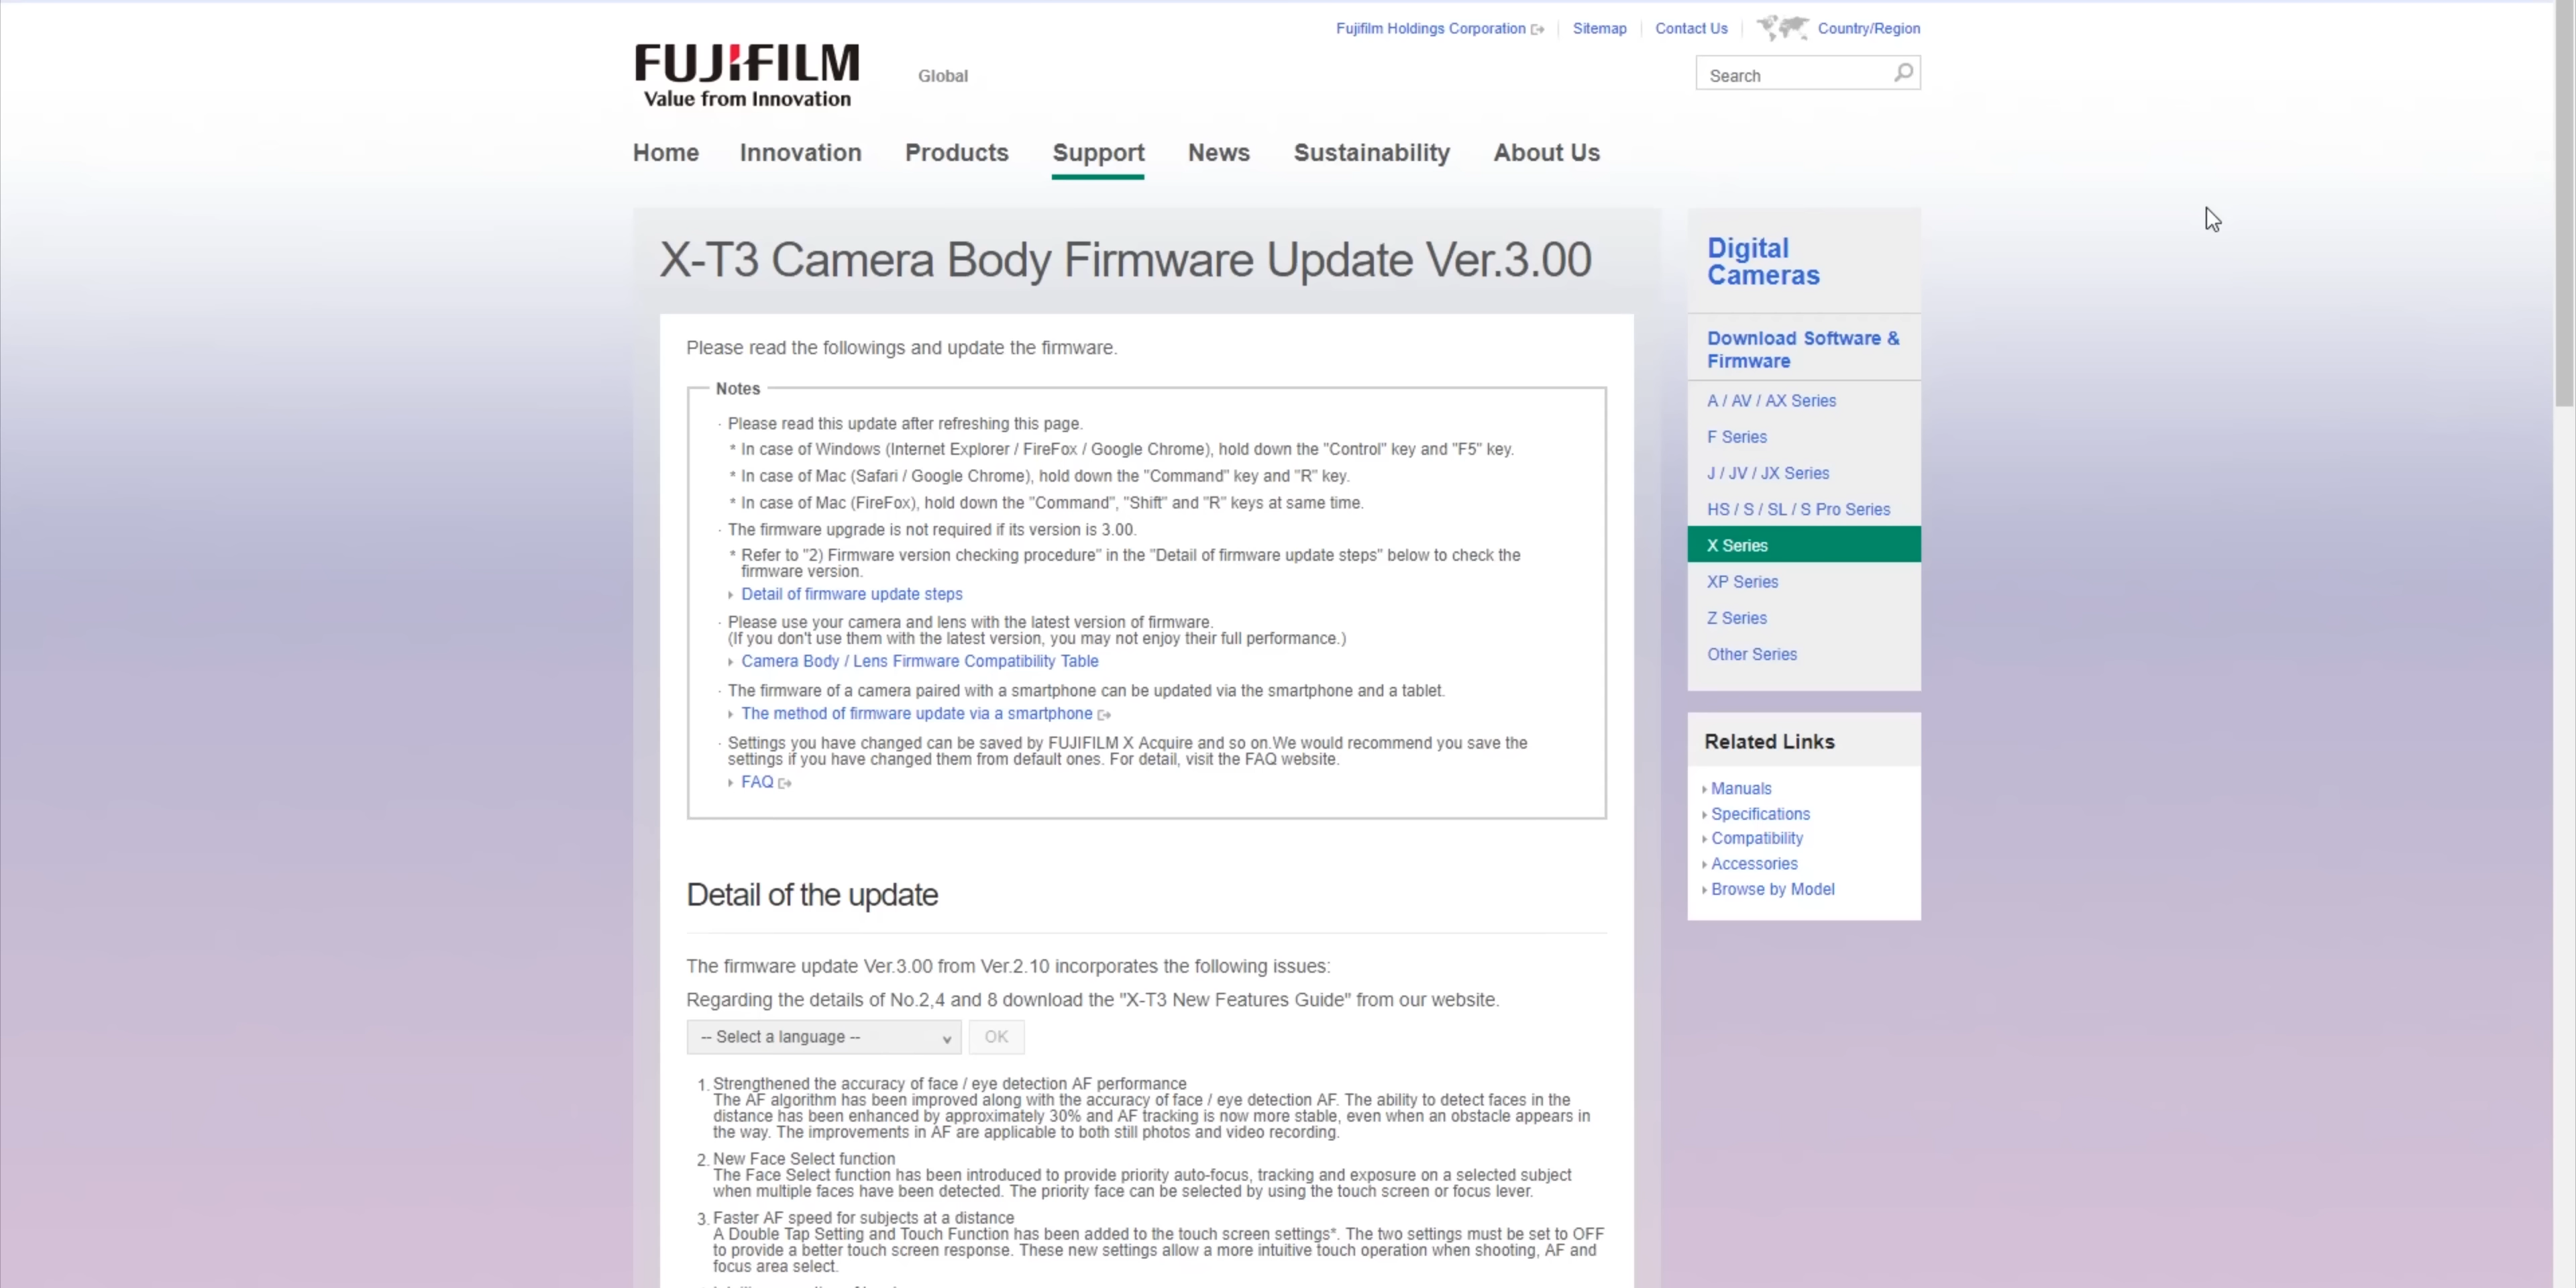 Fujifilm Holdings Corporation
Sitemap
Contact Us
Country/Region
FUJIFILM
Value from Innovation
Global
Search
Home
Innovation
Products
Support
News
Sustainability
About Us
X-T3 Camera Body Firmware Update Ver.3.00
Please read the followings and update the firmware.
Notes
· Please read this update after refreshing this page.
* In case of Windows (Internet Explorer / FireFox / Google Chrome), hold down the "Control" key and "F5" key.
* In case of Mac (Safari / Google Chrome), hold down the "Command" key and "R" key.
* In case of Mac (FireFox), hold down the "Command", "Shift" and "R" keys at same time.
· The firmware upgrade is not required if its version is 3.00.
* Refer to "2) Firmware version checking procedure" in the "Detail of firmware update steps" below to check the
firmware version.
Detail of firmware update steps
· Please use your camera and lens with the latest version of firmware.
(If you don't use them with the latest version, you may not enjoy their full performance.)
Camera Body / Lens Firmware Compatibility Table
· The firmware of a camera paired with a smartphone can be updated via the smartphone and a tablet.
The method of firmware update via a smartphone
· Settings you have changed can be saved by FUJIFILM X Acquire and so on.We would recommend you save the
settings if you have changed them from default ones. For detail, visit the FAQ website.
FAQ
Detail of the update
The firmware update Ver.3.00 from Ver.2.10 incorporates the following issues:
Regarding the details of No.2,4 and 8 download the "X-T3 New Features Guide" from our website.
-- Select a language --
OK
1. Strengthened the accuracy of face / eye detection AF performance
The AF algorithm has been improved along with the accuracy of face / eye detection AF. The ability to detect faces in the
distance has been enhanced by approximately 30% and AF tracking is now more stable, even when an obstacle appears in
the way. The improvements in AF are applicable to both still photos and video recording.
2. New Face Select function
The Face Select function has been introduced to provide priority auto-focus, tracking and exposure on a selected subject
when multiple faces have been detected. The priority face can be selected by using the touch screen or focus lever.
3. Faster AF speed for subjects at a distance
A Double Tap Setting and Touch Function has been added to the touch screen settings*. The two settings must be set to OFF
to provide a better touch screen response. These new settings allow a more intuitive touch operation when shooting, AF and
focus area select.
Digital
Cameras
Download Software &
Firmware
A / AV / AX Series
F Series
J / JV / JX Series
HS / S / SL / S Pro Series
X Series
XP Series
Z Series
Other Series
Related Links
Manuals
Specifications
Compatibility
Accessories
Browse by Model